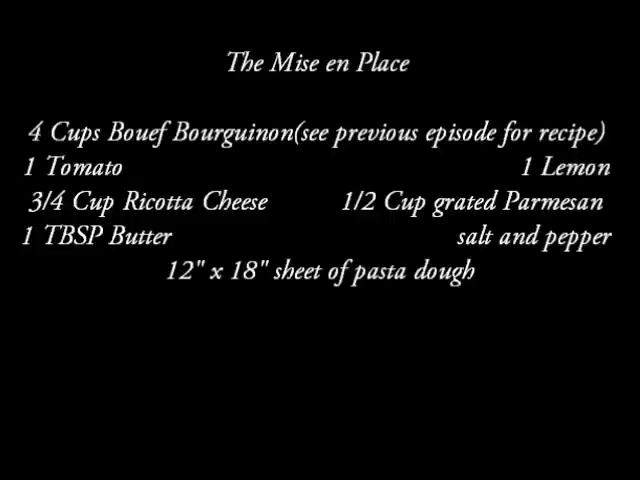 The Mise en Place
4 Cups Bouef Bourguinon(see previous episode for recipe)
1 Tomato 1 Lemon
3/4 Cup Ricotta Cheese 1/2 Cup grated Parmesan
1 TBSP Butter salt and pepper
12" x 18" sheet of pasta dough